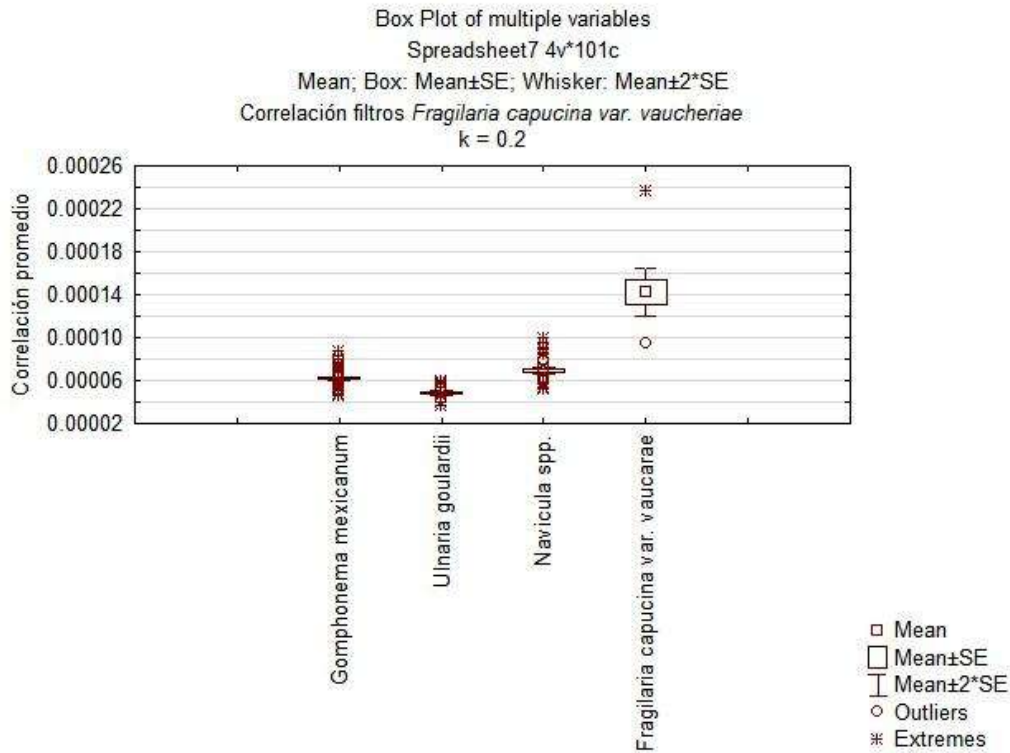 Box Plot of multiple variables
Spreadsheet7 4v*101c
Mean; Box: Mean±SE; Whisker: Mean±2*SE
Correlación filtros Fragilaria capucina var. vaucheriae
k = 0.2
Correlación promedio
0.00026
0.00022
0.00018
0.00014
0.00010
0.00006
0.00002
Gomphonema mexicanum
Ulnaria goulardii
Navicula spp.
Fragilaria capucina var. vaucarae
Mean
Mean±SE
Mean±2*SE
Outliers
Extremes